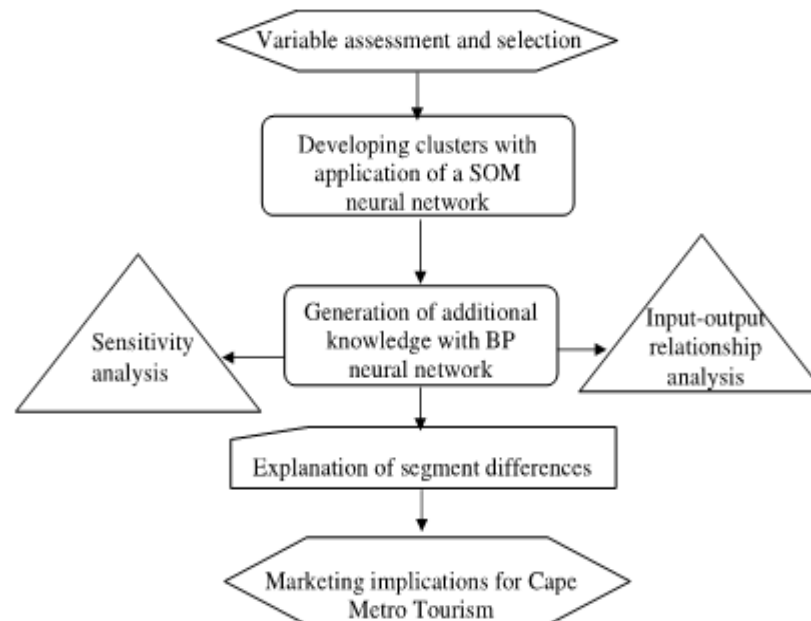 Variable assessment and selection
Developing clusters with
application of a SOM
neural network
Generation of additional
knowledge with BP
neural network
Sensitivity
analysis
Input-output
relationship
analysis
Explanation of segment differences
Marketing implications for Cape
Metro Tourism